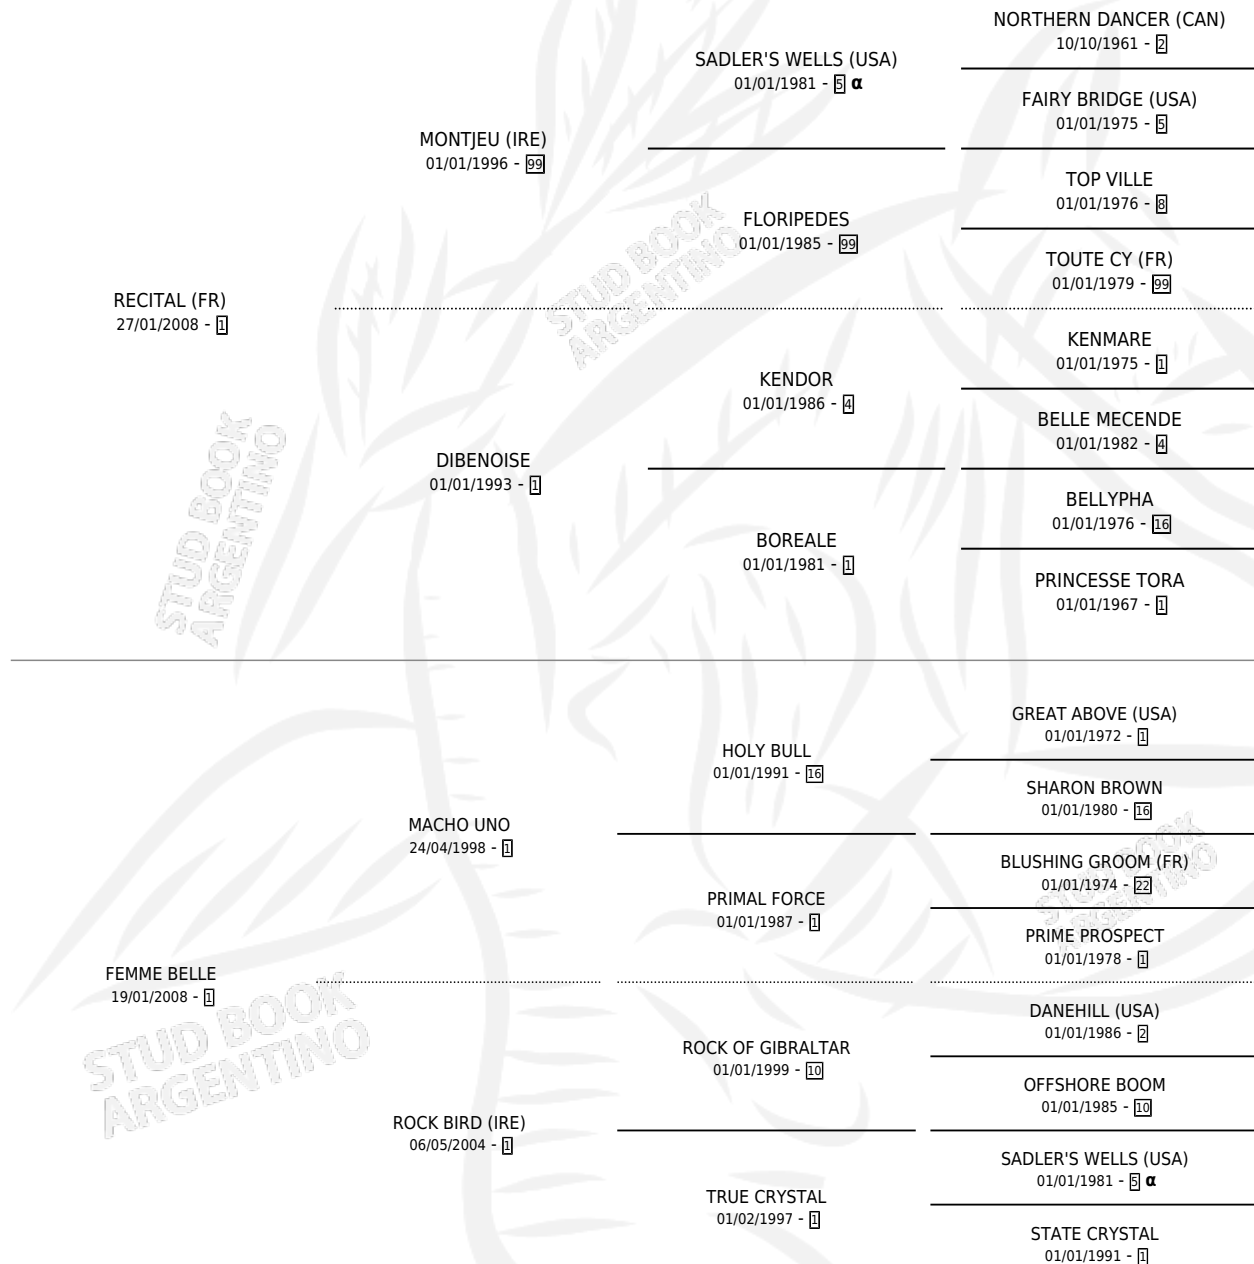 NORTHERN DANCER (CAN)
10/10/1961 - 2
SADLER'S WELLS (USA)
01/01/1981 - 5 α
FAIRY BRIDGE (USA)
01/01/1975 - 5
MONTJEU (IRE)
01/01/1996 - 99
TOP VILLE
01/01/1976 - 8
FLORIPEDES
01/01/1985 - 99
TOUTE CY (FR)
01/01/1979 - 99
RECITAL (FR)
27/01/2008 - 1
STUD BOOK
ARGENTINO
KENMARE
01/01/1975 - 1
KENDOR
01/01/1986 - 4
BELLE MECENDE
01/01/1982 - 4
DIBENOISE
01/01/1993 - 1
BELLYPHA
01/01/1976 - 16
BOREALE
01/01/1981 - 1
PRINCESSE TORA
01/01/1967 - 1
STUD BOOK
ARGENTINO
GREAT ABOVE (USA)
01/01/1972 - 1
HOLY BULL
01/01/1991 - 16
SHARON BROWN
01/01/1980 - 16
MACHO UNO
24/04/1998 - 1
BLUSHING GROOM (FR)
01/01/1974 - 22
STUD BOOK
ARGENTINO
PRIMAL FORCE
01/01/1987 - 1
PRIME PROSPECT
01/01/1978 - 1
FEMME BELLE
19/01/2008 - 1
STUD BOOK
ARGENTINO
DANEHILL (USA)
01/01/1986 - 2
ROCK OF GIBRALTAR
01/01/1999 - 10
OFFSHORE BOOM
01/01/1985 - 10
ROCK BIRD (IRE)
06/05/2004 - 1
SADLER'S WELLS (USA)
01/01/1981 - 5 α
TRUE CRYSTAL
01/02/1997 - 1
STATE CRYSTAL
01/01/1991 - 1